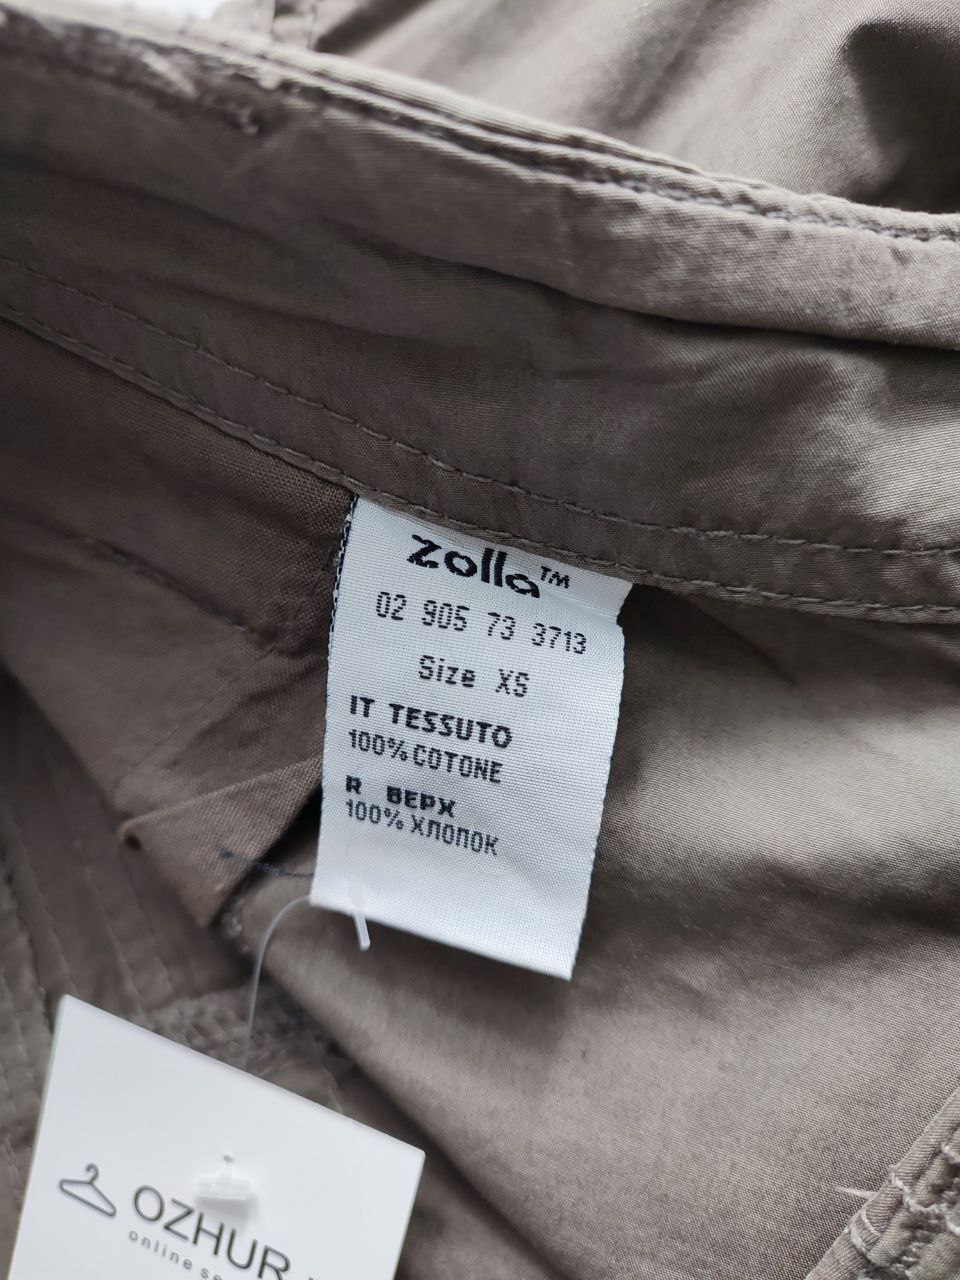 zolla™
02 905 73 3713
Size XS
IT TESSUTO
100% COTONE
R ВЕРХ
100% ХЛОПОК
OZHUR
online